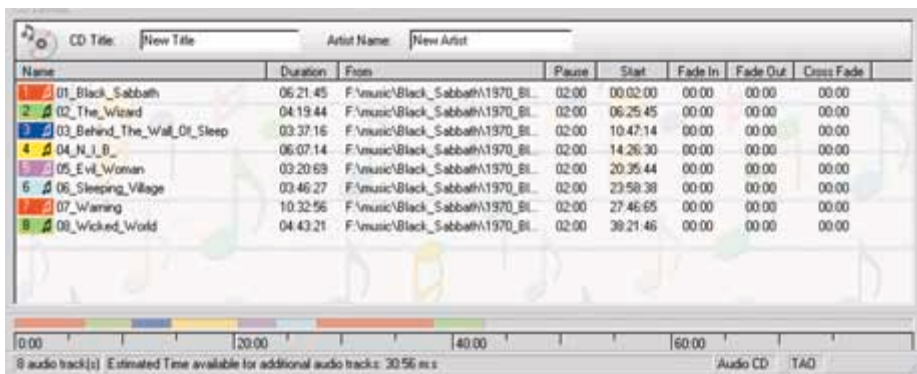 CD Title: New Title Artist Name: New Artist
Name Duration From Pause Start Fade In Fade Out Cross Fade
1 01_Black_Sabbath 06:21:45 F:\music\Black_Sabbath\1970_Bl... 02:00 00:02:00 00:00 00:00 00:00
2 02_The_Wizard 04:19:44 F:\music\Black_Sabbath\1970_Bl... 02:00 06:25:45 00:00 00:00 00:00
3 03_Behind_The_Wall_Of_Sleep 03:37:16 F:\music\Black_Sabbath\1970_Bl... 02:00 10:47:14 00:00 00:00 00:00
4 04_N_I_B_ 06:07:14 F:\music\Black_Sabbath\1970_Bl... 02:00 14:26:30 00:00 00:00 00:00
5 05_Evil_Woman 03:20:69 F:\music\Black_Sabbath\1970_Bl... 02:00 20:35:44 00:00 00:00 00:00
6 06_Sleeping_Village 03:46:27 F:\music\Black_Sabbath\1970_Bl... 02:00 23:58:38 00:00 00:00 00:00
7 07_Warning 10:32:56 F:\music\Black_Sabbath\1970_Bl... 02:00 27:46:65 00:00 00:00 00:00
8 08_Wicked_World 04:43:21 F:\music\Black_Sabbath\1970_Bl... 02:00 38:21:46 00:00 00:00 00:00
0:00 20:00 40:00 60:00
8 audio track(s) Estimated Time available for additional audio tracks: 30:56 m:s Audio CD TAO